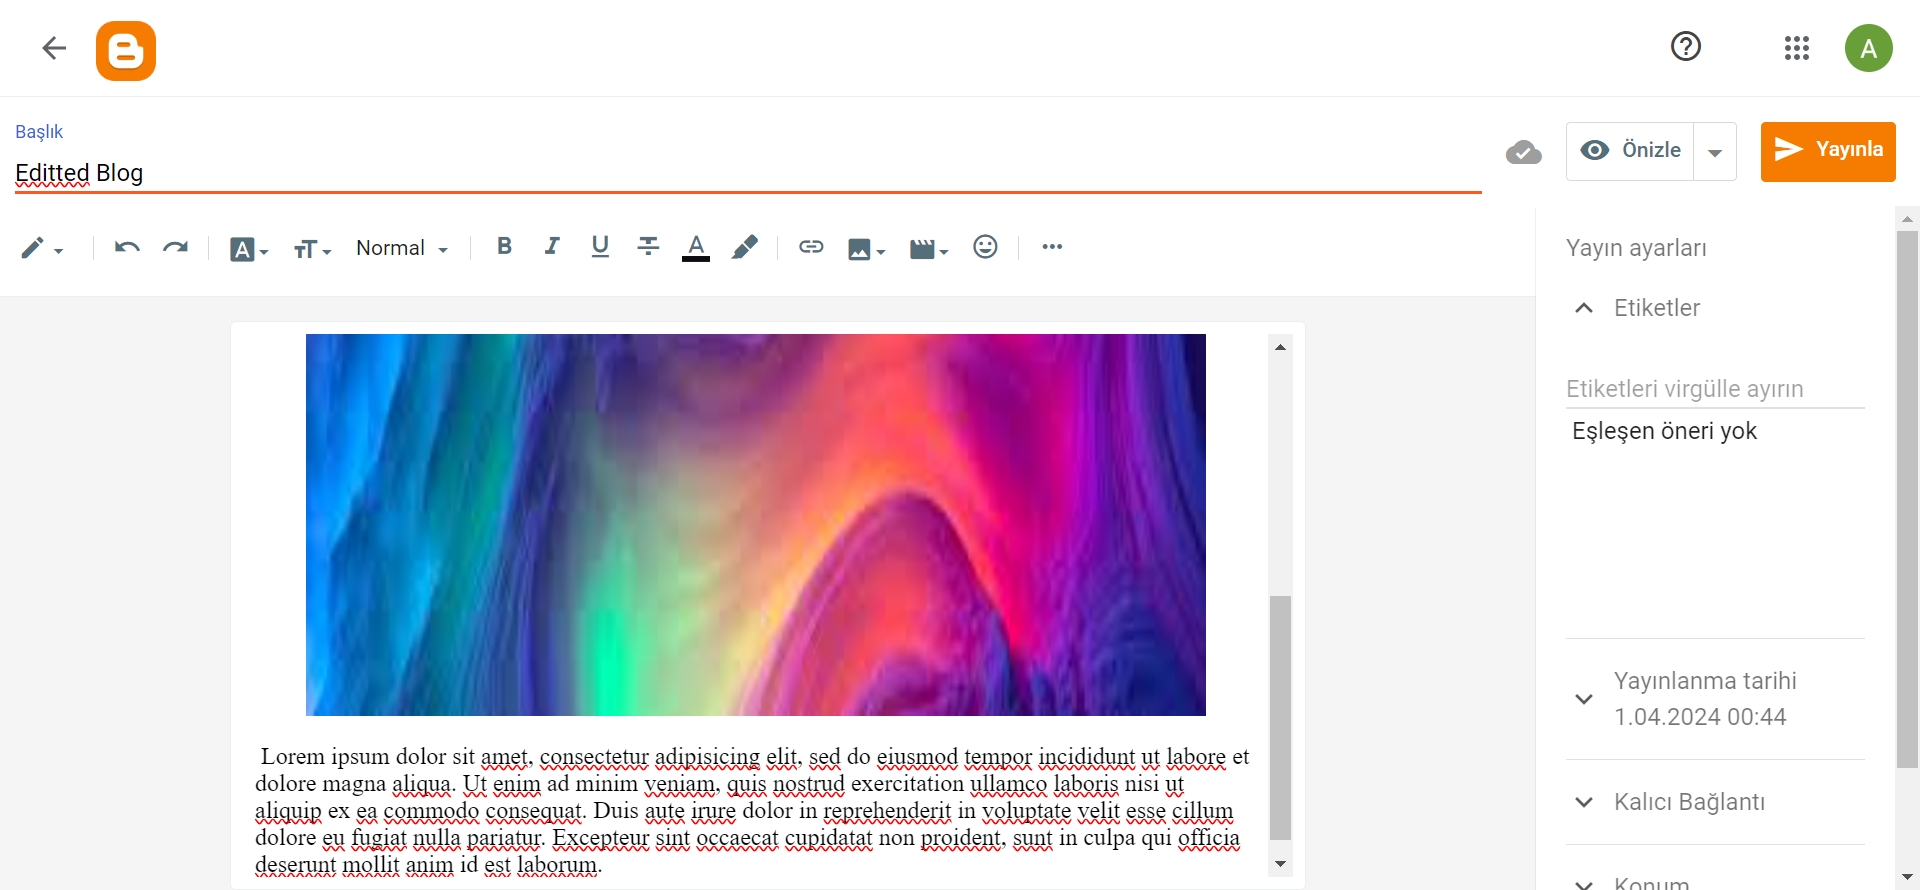 A
Başlık
Editted Blog
Önizle
Yayınla
Normal
B I U A
Yayın ayarları
Etiketler
Etiketleri virgülle ayırın
Eşleşen öneri yok
Yayınlanma tarihi
1.04.2024 00:44
Kalıcı Bağlantı
Konum
Lorem ipsum dolor sit amet, consectetur adipisicing elit, sed do eiusmod tempor incididunt ut labore et
dolore magna aliqua. Ut enim ad minim veniam, quis nostrud exercitation ullamco laboris nisi ut
aliquip ex ea commodo consequat. Duis aute irure dolor in reprehenderit in voluptate velit esse cillum
dolore eu fugiat nulla pariatur. Excepteur sint occaecat cupidatat non proident, sunt in culpa qui officia
deserunt mollit anim id est laborum.